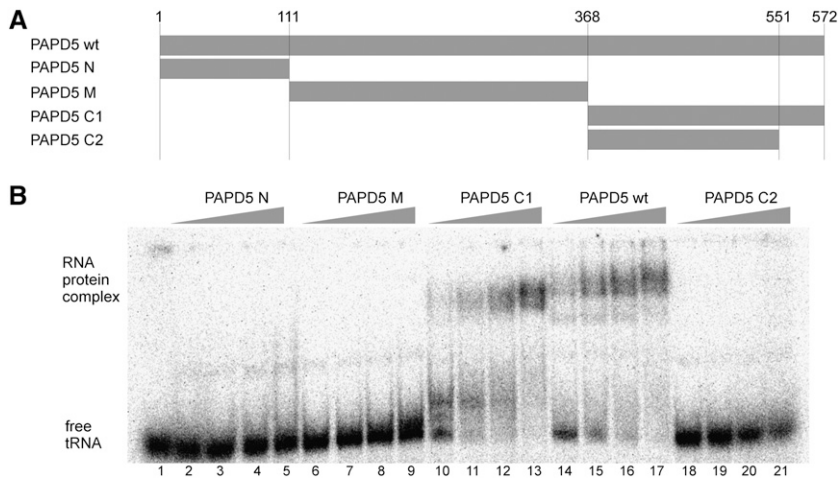 A
1 111 368 551 572
PAPD5 wt
PAPD5 N
PAPD5 M
PAPD5 C1
PAPD5 C2
B
PAPD5 N PAPD5 M PAPD5 C1 PAPD5 wt PAPD5 C2
RNA
protein
complex
free
tRNA
1 2 3 4 5 6 7 8 9 10 11 12 13 14 15 16 17 18 19 20 21